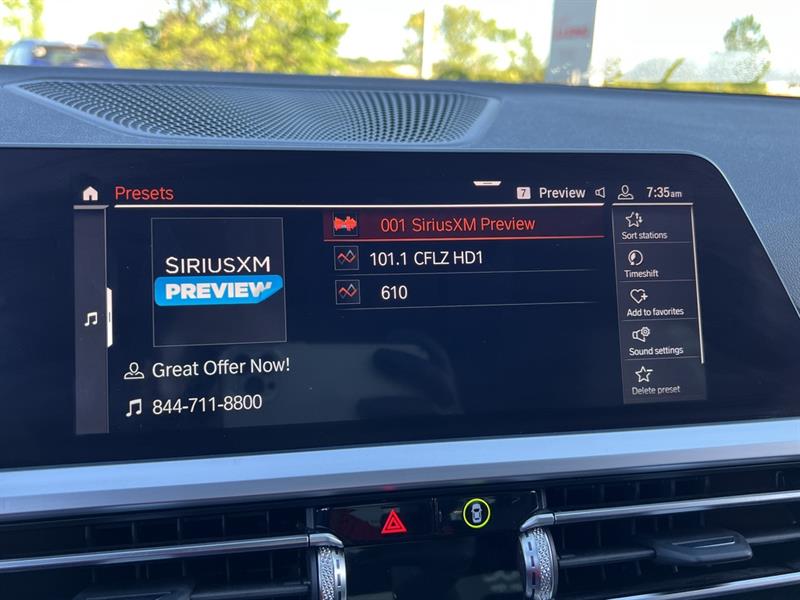 Presets
7 Preview 7:35am
SIRIUSXM
PREVIEW
Great Offer Now!
844-711-8800
001 SiriusXM Preview
101.1 CFLZ HD1
610
Sort stations
Timeshift
Add to favorites
Sound settings
Delete preset